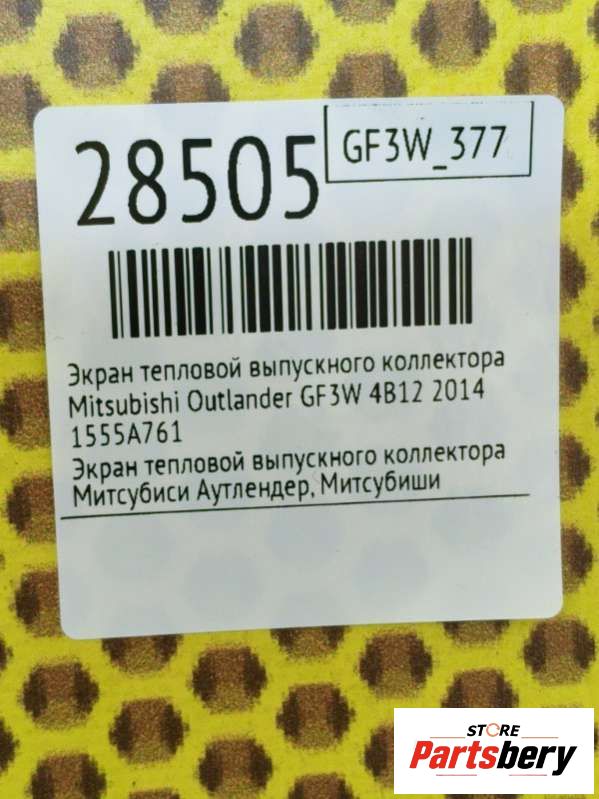 28505
GF3W_377
Экран тепловой выпускного коллектора
Mitsubishi Outlander GF3W 4B12 2014
1555A761
Экран тепловой выпускного коллектора
Митсубиси Аутлендер, Митсубиши
STORE
Partsbery